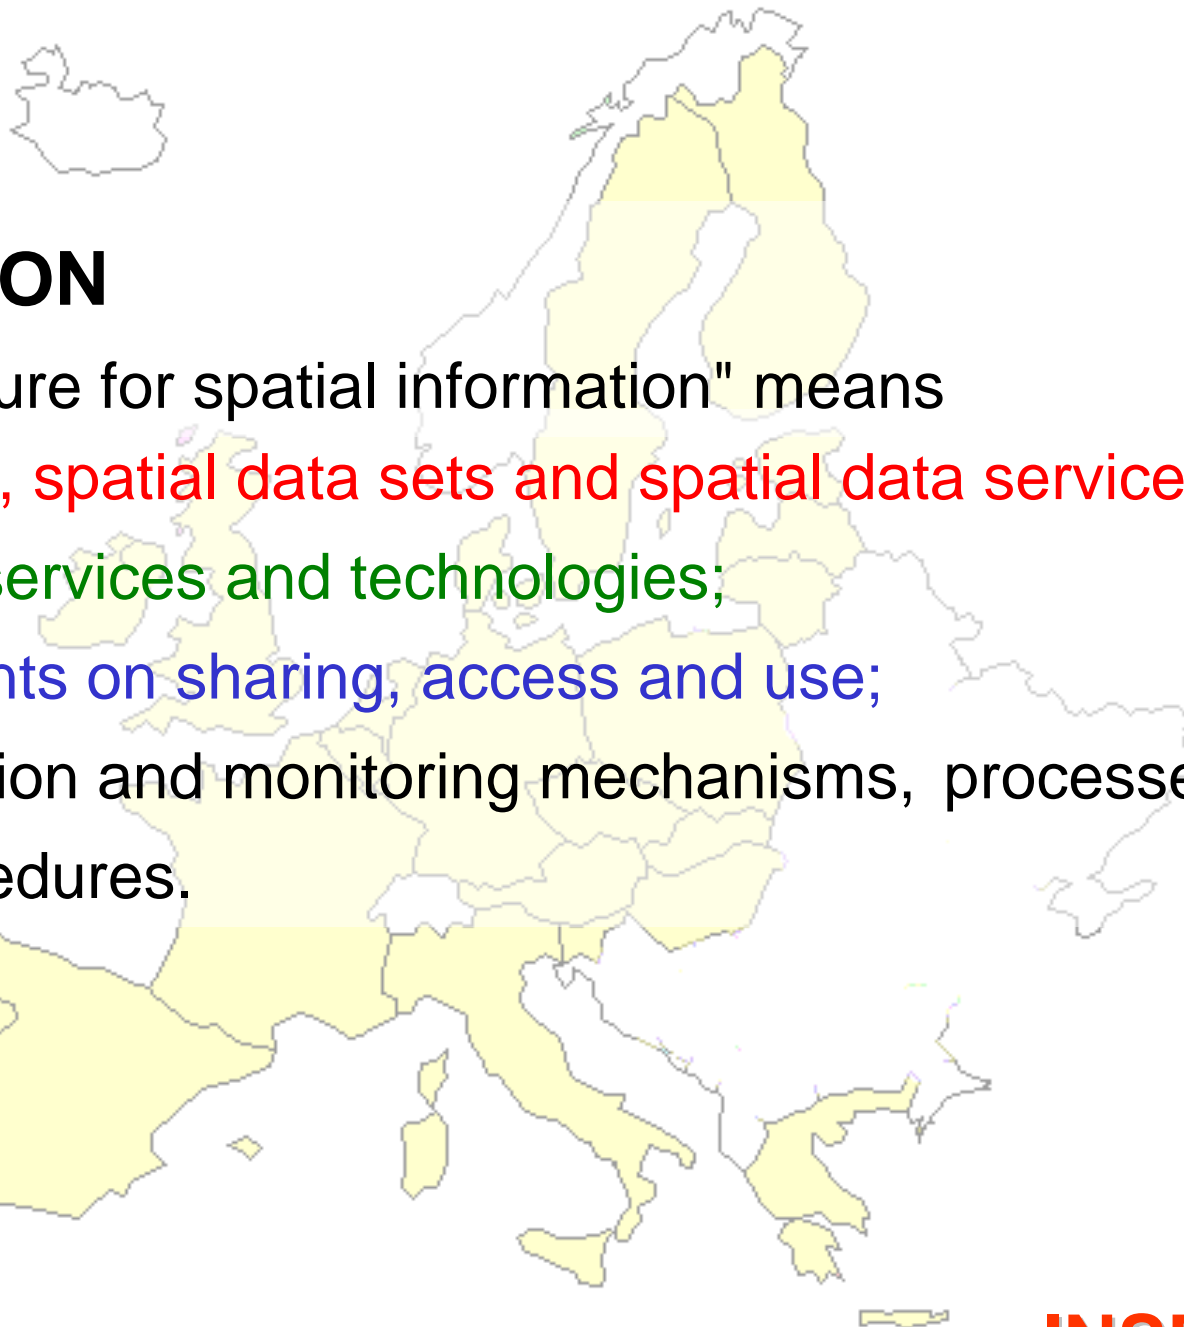 ON
ure for spatial information" means
, spatial data sets and spatial data service
services and technologies;
nts on sharing, access and use;
ion and monitoring mechanisms, processe
edures.